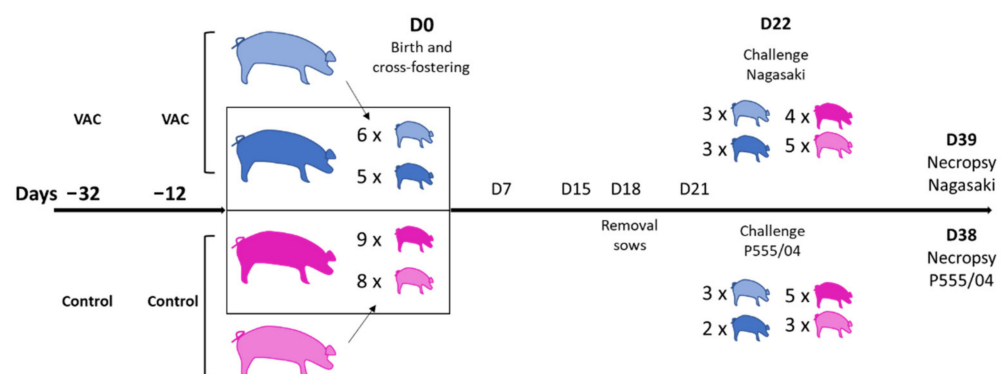 D0
Birth and
cross-fostering
D22
Challenge
Nagasaki
VAC VAC
6 x
5 x
3 x 4 x
3 x 5 x
D39
Necropsy
Nagasaki
Days −32 −12
D7 D15 D18 D21
Removal
sows
Challenge
P555/04
D38
Necropsy
P555/04
Control Control
9 x
8 x
3 x 5 x
2 x 3 x